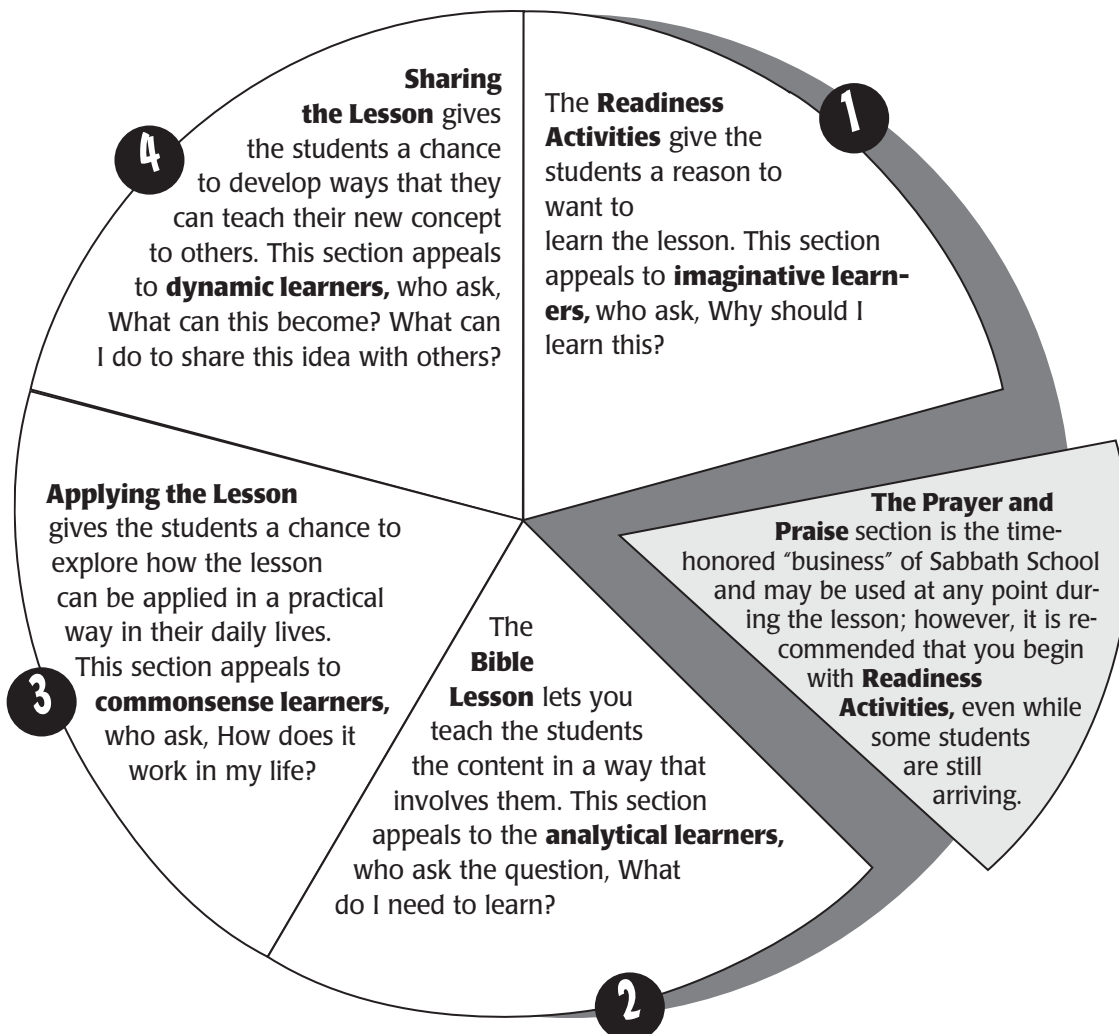 1
The Readiness
Activities give the
students a reason to
want to
learn the lesson. This section
appeals to imaginative learn-
ers, who ask, Why should I
learn this?
The Prayer and
Praise section is the time-
honored “business” of Sabbath School
and may be used at any point dur-
ing the lesson; however, it is re-
commended that you begin
with Readiness
Activities, even while
some students
are still
arriving.
2
The
Bible
Lesson lets you
teach the students
the content in a way that
involves them. This section
appeals to the analytical learners,
who ask the question, What
do I need to learn?
3
Applying the Lesson
gives the students a chance to
explore how the lesson
can be applied in a practical
way in their daily lives.
This section appeals to
commonsense learners,
who ask, How does it
work in my life?
4
Sharing
the Lesson gives
the students a chance
to develop ways that they
can teach their new concept
to others. This section appeals
to dynamic learners, who ask,
What can this become? What can
I do to share this idea with others?